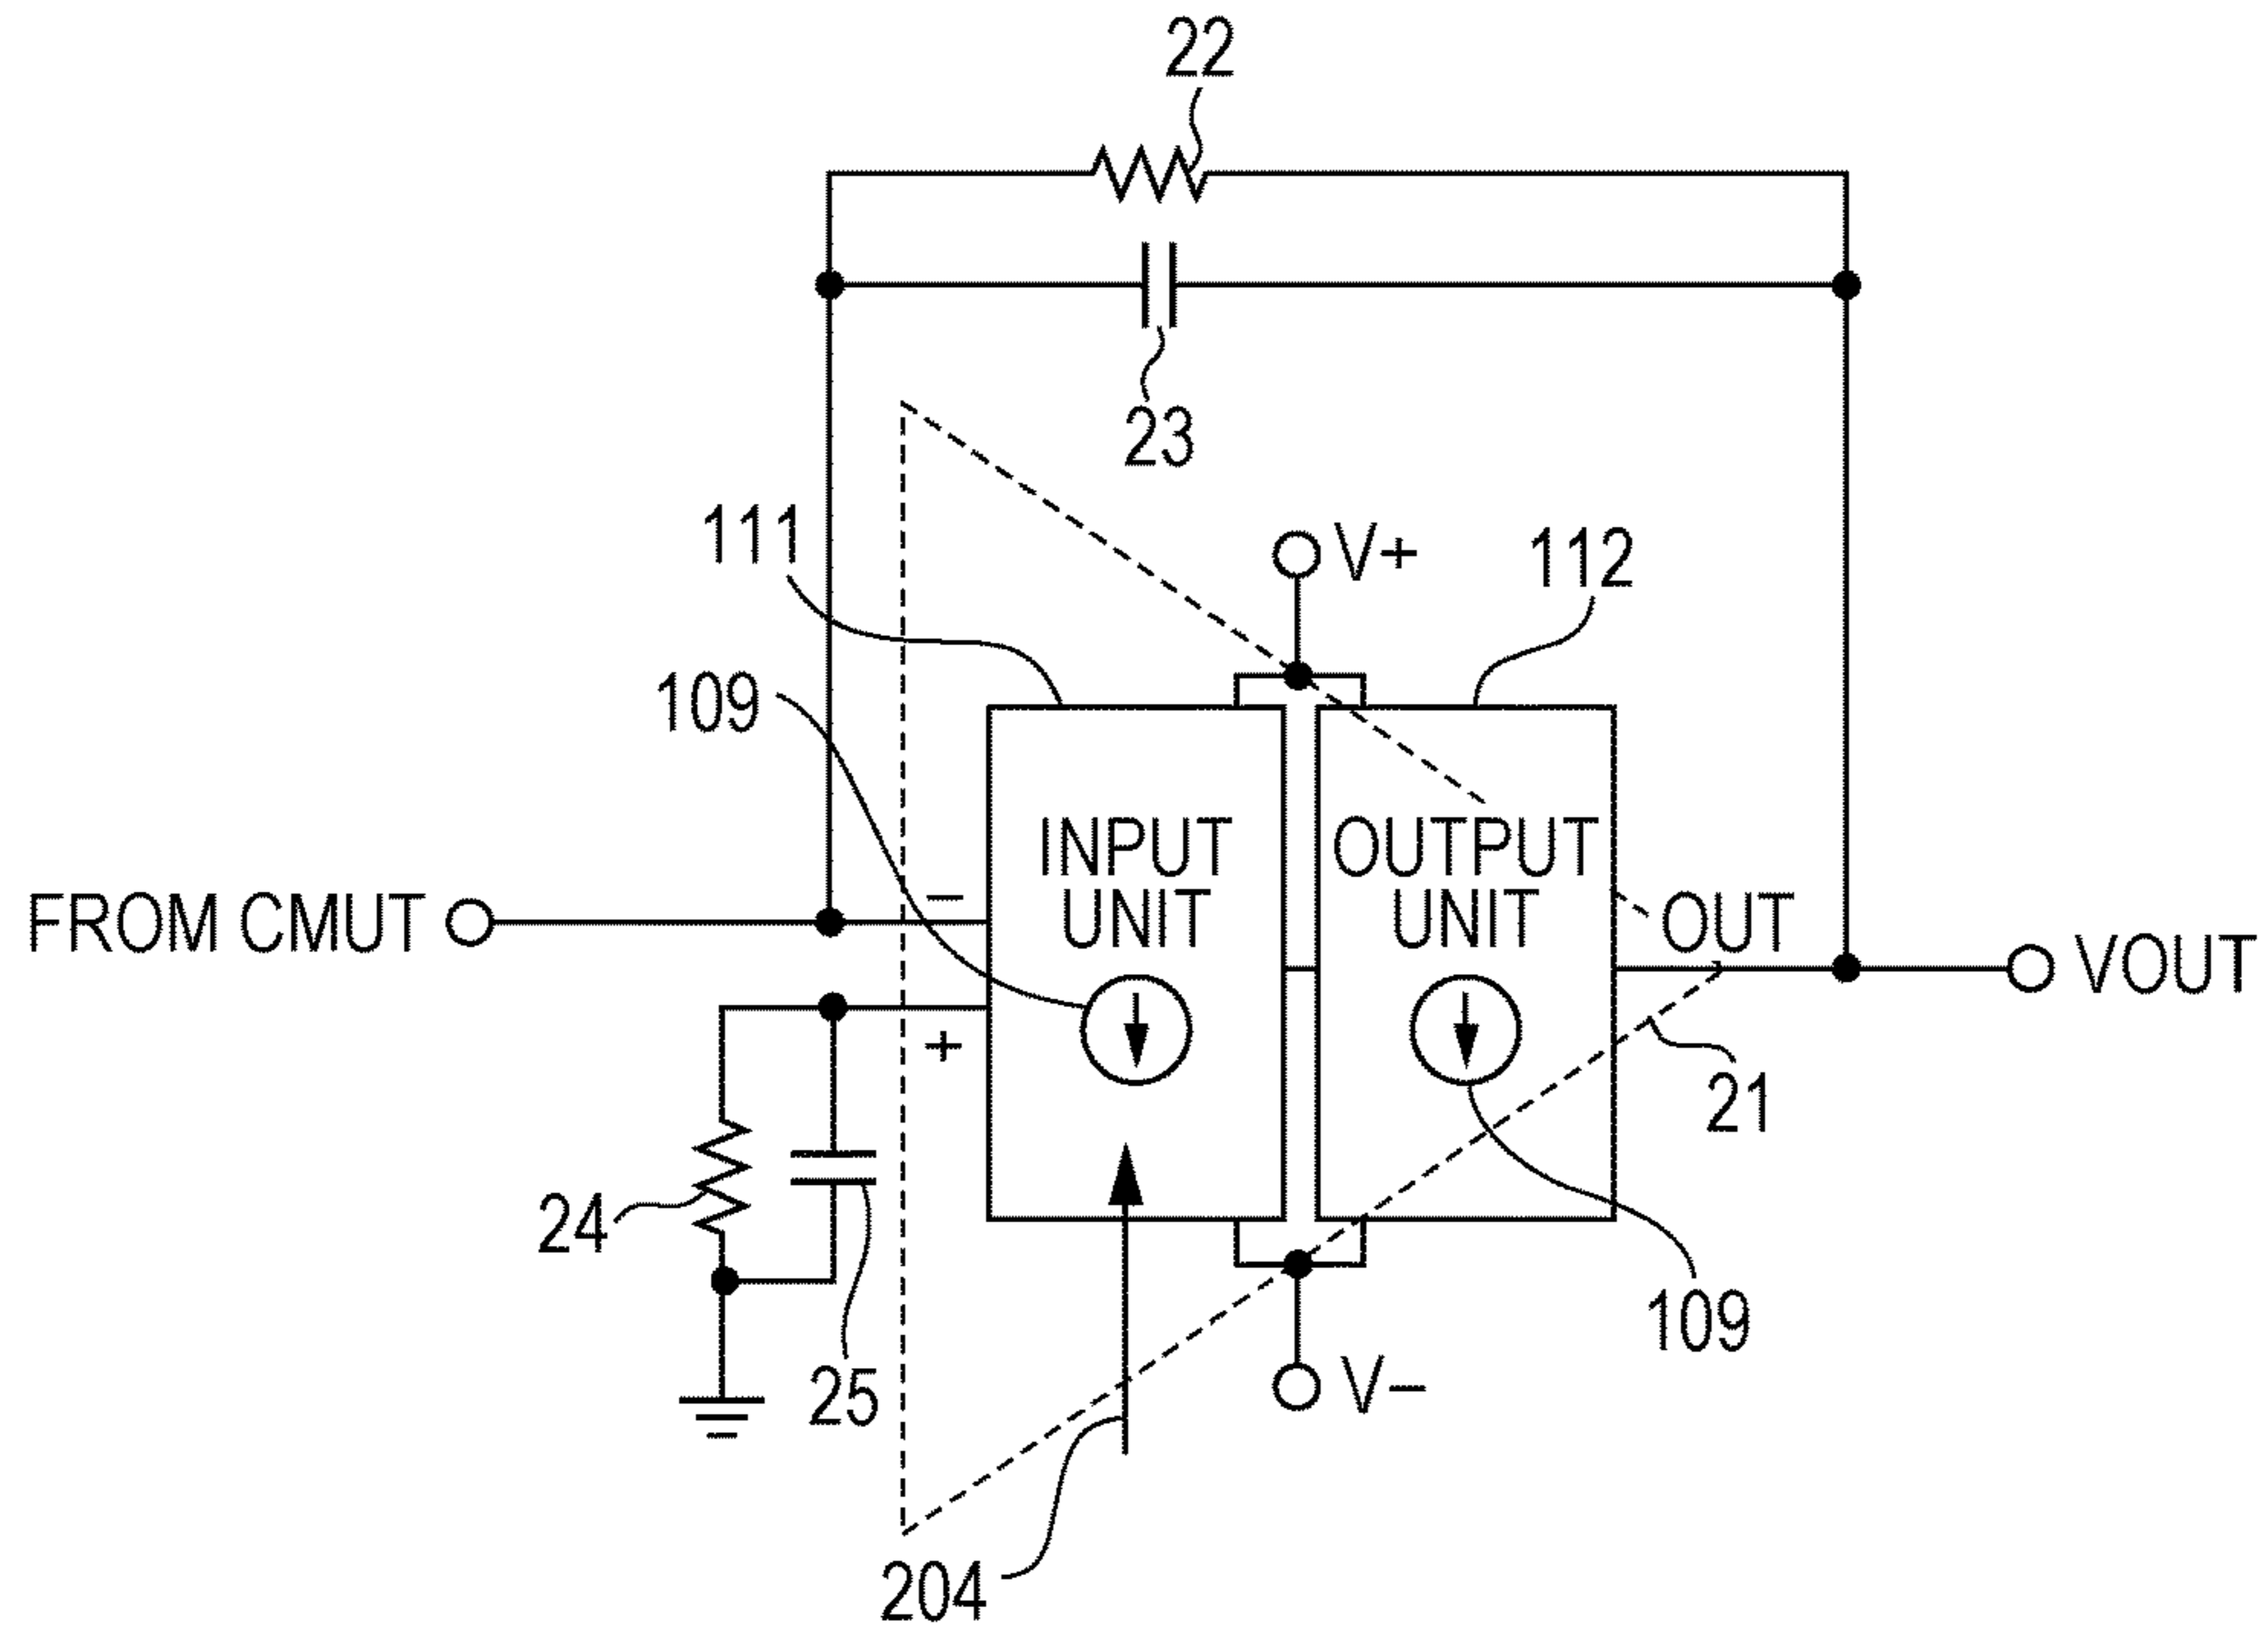 22
23
111
V+
112
109
INPUT
UNIT
OUTPUT
UNIT
FROM CMUT
−
OUT
VOUT
+
21
24
25
109
V−
204